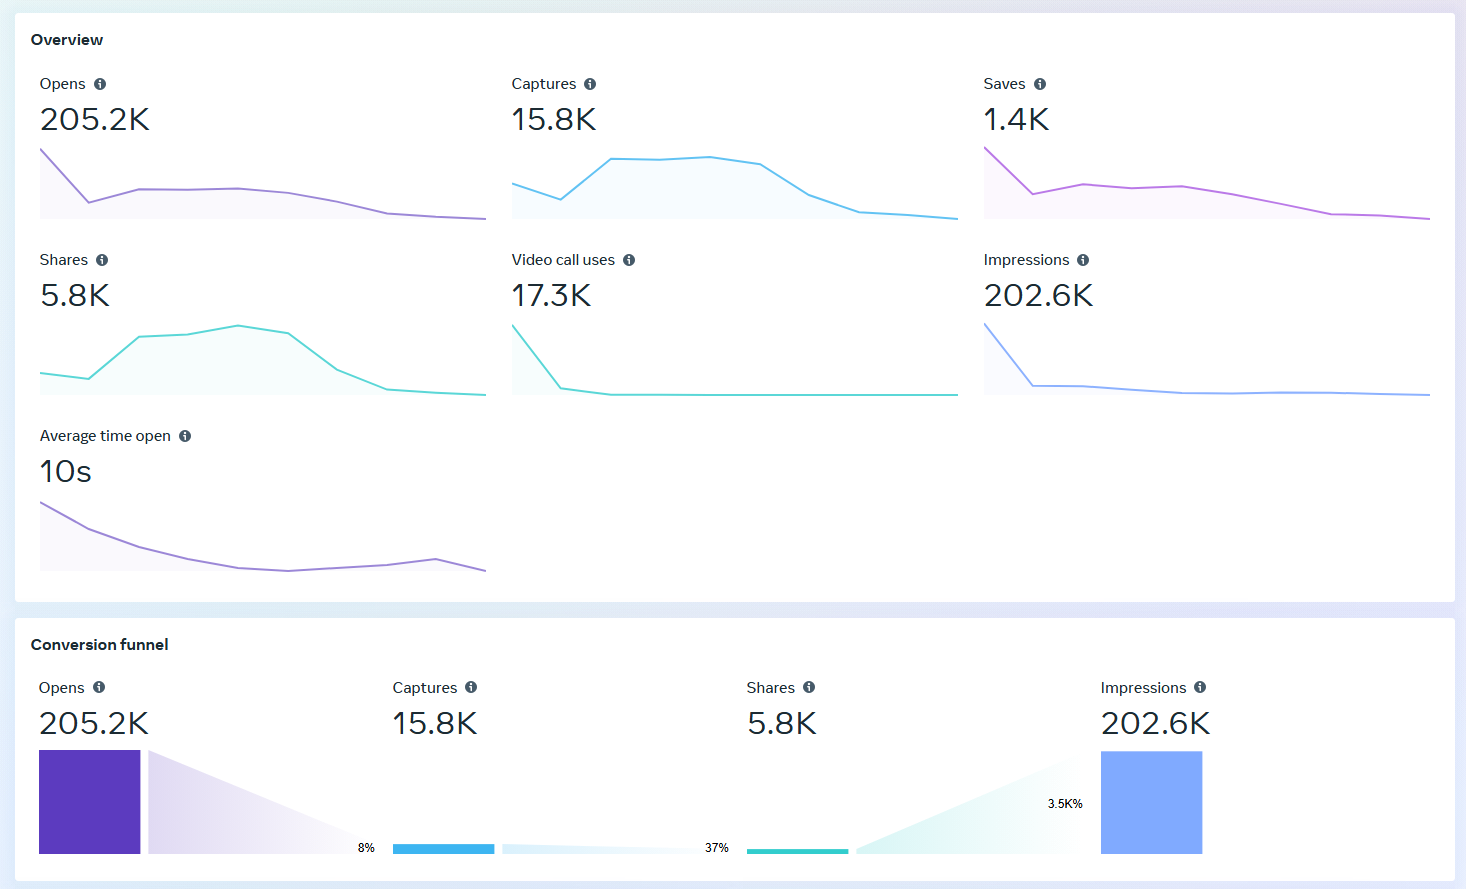 Overview
Opens
205.2K
Captures
15.8K
Saves
1.4K
Shares
5.8K
Video call uses
17.3K
Impressions
202.6K
Average time open
10s
Conversion funnel
Opens
205.2K
Captures
15.8K
Shares
5.8K
Impressions
202.6K
8%
37%
3.5K%